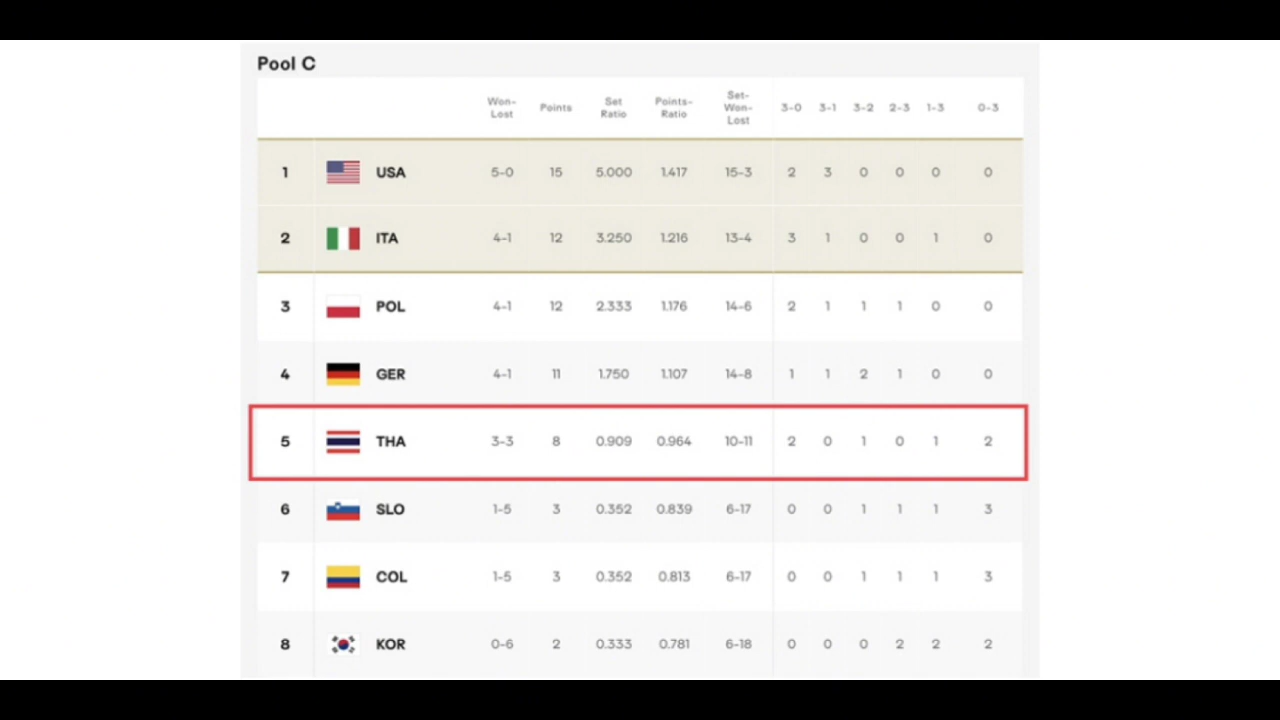 Pool C
Won-Lost Points Set Ratio Points-Ratio Set-Won-Lost 3-0 3-1 3-2 2-3 1-3 0-3
1 USA 5-0 15 5.000 1.417 15-3 2 3 0 0 0 0
2 ITA 4-1 12 3.250 1.216 13-4 3 1 0 0 1 0
3 POL 4-1 12 2.333 1.176 14-6 2 1 1 1 0 0
4 GER 4-1 11 1.750 1.107 14-8 1 1 2 1 0 0
5 THA 3-3 8 0.909 0.964 10-11 2 0 1 0 1 2
6 SLO 1-5 3 0.352 0.839 6-17 0 0 1 1 1 3
7 COL 1-5 3 0.352 0.813 6-17 0 0 1 1 1 3
8 KOR 0-6 2 0.333 0.781 6-18 0 0 0 2 2 2